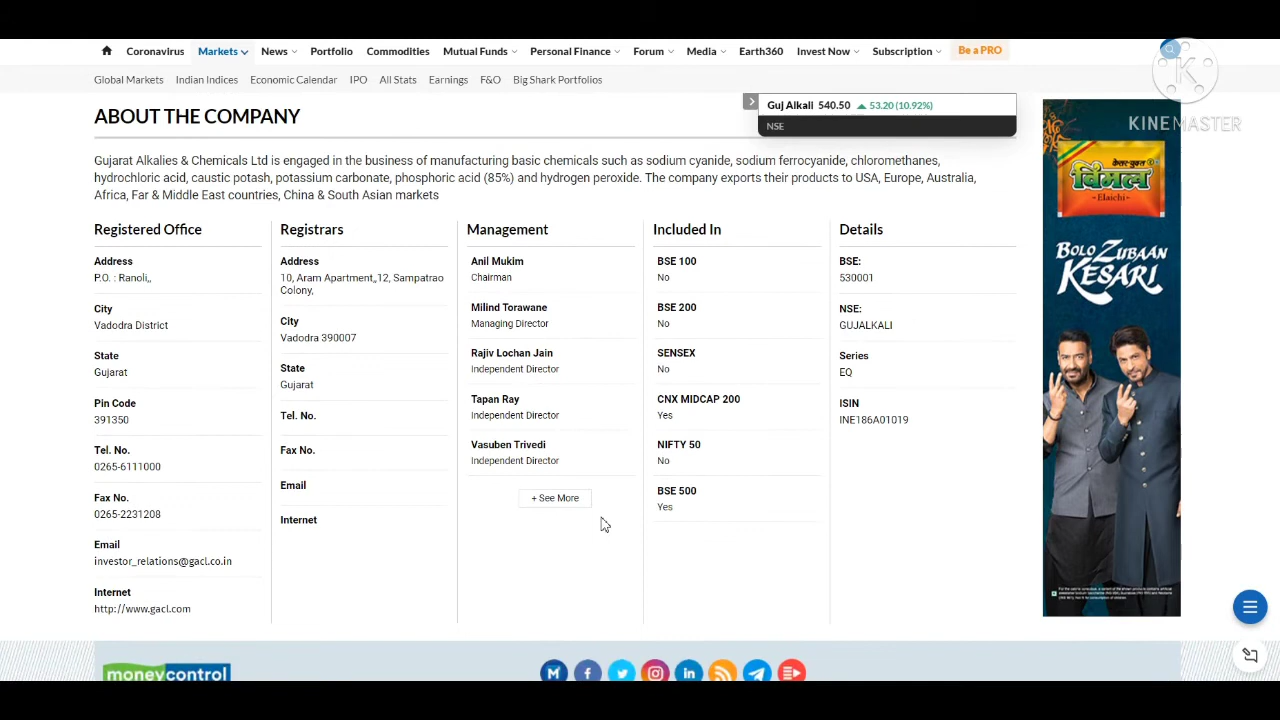 Coronavirus Markets News Portfolio Commodities Mutual Funds Personal Finance Forum Media Earth360 Invest Now Subscription Be a PRO
Global Markets Indian Indices Economic Calendar IPO All Stats Earnings F&O Big Shark Portfolios
K
KINEMASTER
ABOUT THE COMPANY
Guj Alkali 540.50 53.20 (10.92%)
NSE
Gujarat Alkalies & Chemicals Ltd is engaged in the business of manufacturing basic chemicals such as sodium cyanide, sodium ferrocyanide, chloromethanes,
hydrochloric acid, caustic potash, potassium carbonate, phosphoric acid (85%) and hydrogen peroxide. The company exports their products to USA, Europe, Australia,
Africa, Far & Middle East countries, China & South Asian markets
Registered Office
Address
P.O. : Ranoli,,
City
Vadodra District
State
Gujarat
Pin Code
391350
Tel. No.
0265-6111000
Fax No.
0265-2231208
Email
investor_relations@gacl.co.in
Internet
http://www.gacl.com
Registrars
Address
10, Aram Apartment,,12, Sampatrao
Colony,
City
Vadodra 390007
State
Gujarat
Tel. No.
Fax No.
Email
Internet
Management
Anil Mukim
Chairman
Milind Torawane
Managing Director
Rajiv Lochan Jain
Independent Director
Tapan Ray
Independent Director
Vasuben Trivedi
Independent Director
+ See More
Included In
BSE 100
No
BSE 200
No
SENSEX
No
CNX MIDCAP 200
Yes
NIFTY 50
No
BSE 500
Yes
Details
BSE:
530001
NSE:
GUJALKALI
Series
EQ
ISIN
INE186A01019
केसर-युक्त
विमल
-Elaichi-
BOLO ZUBAAN
KESARI
moneycontrol